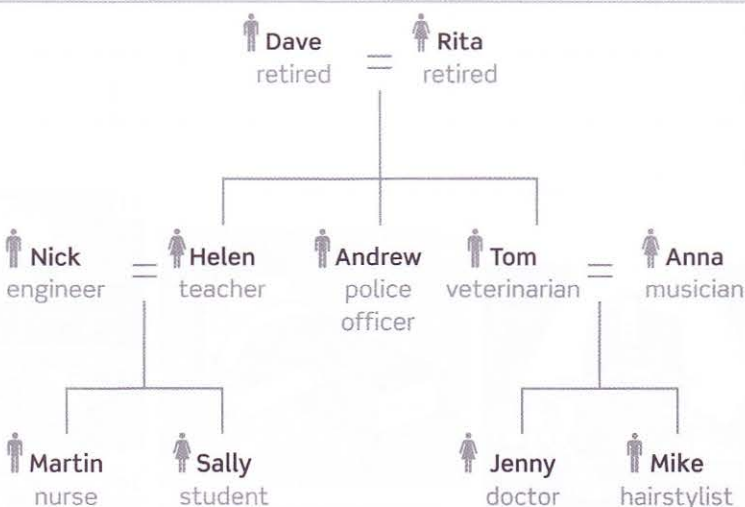 Dave
retired
Rita
retired
Nick
engineer
Helen
teacher
Andrew
police
officer
Tom
veterinarian
Anna
musician
Martin
nurse
Sally
student
Jenny
doctor
Mike
hairstylist